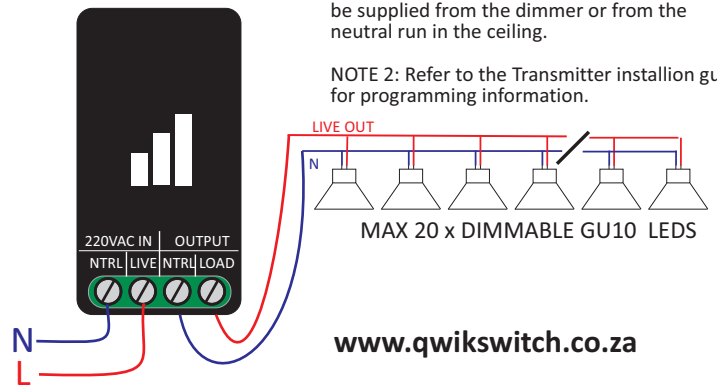 be supplied from the dimmer or from the
neutral run in the ceiling.
NOTE 2: Refer to the Transmitter installion gu
for programming information.
LIVE OUT
N
MAX 20 x DIMMABLE GU10 LEDS
220VAC IN OUTPUT
NTRL LIVE NTRL LOAD
N
L
www.qwikswitch.co.za